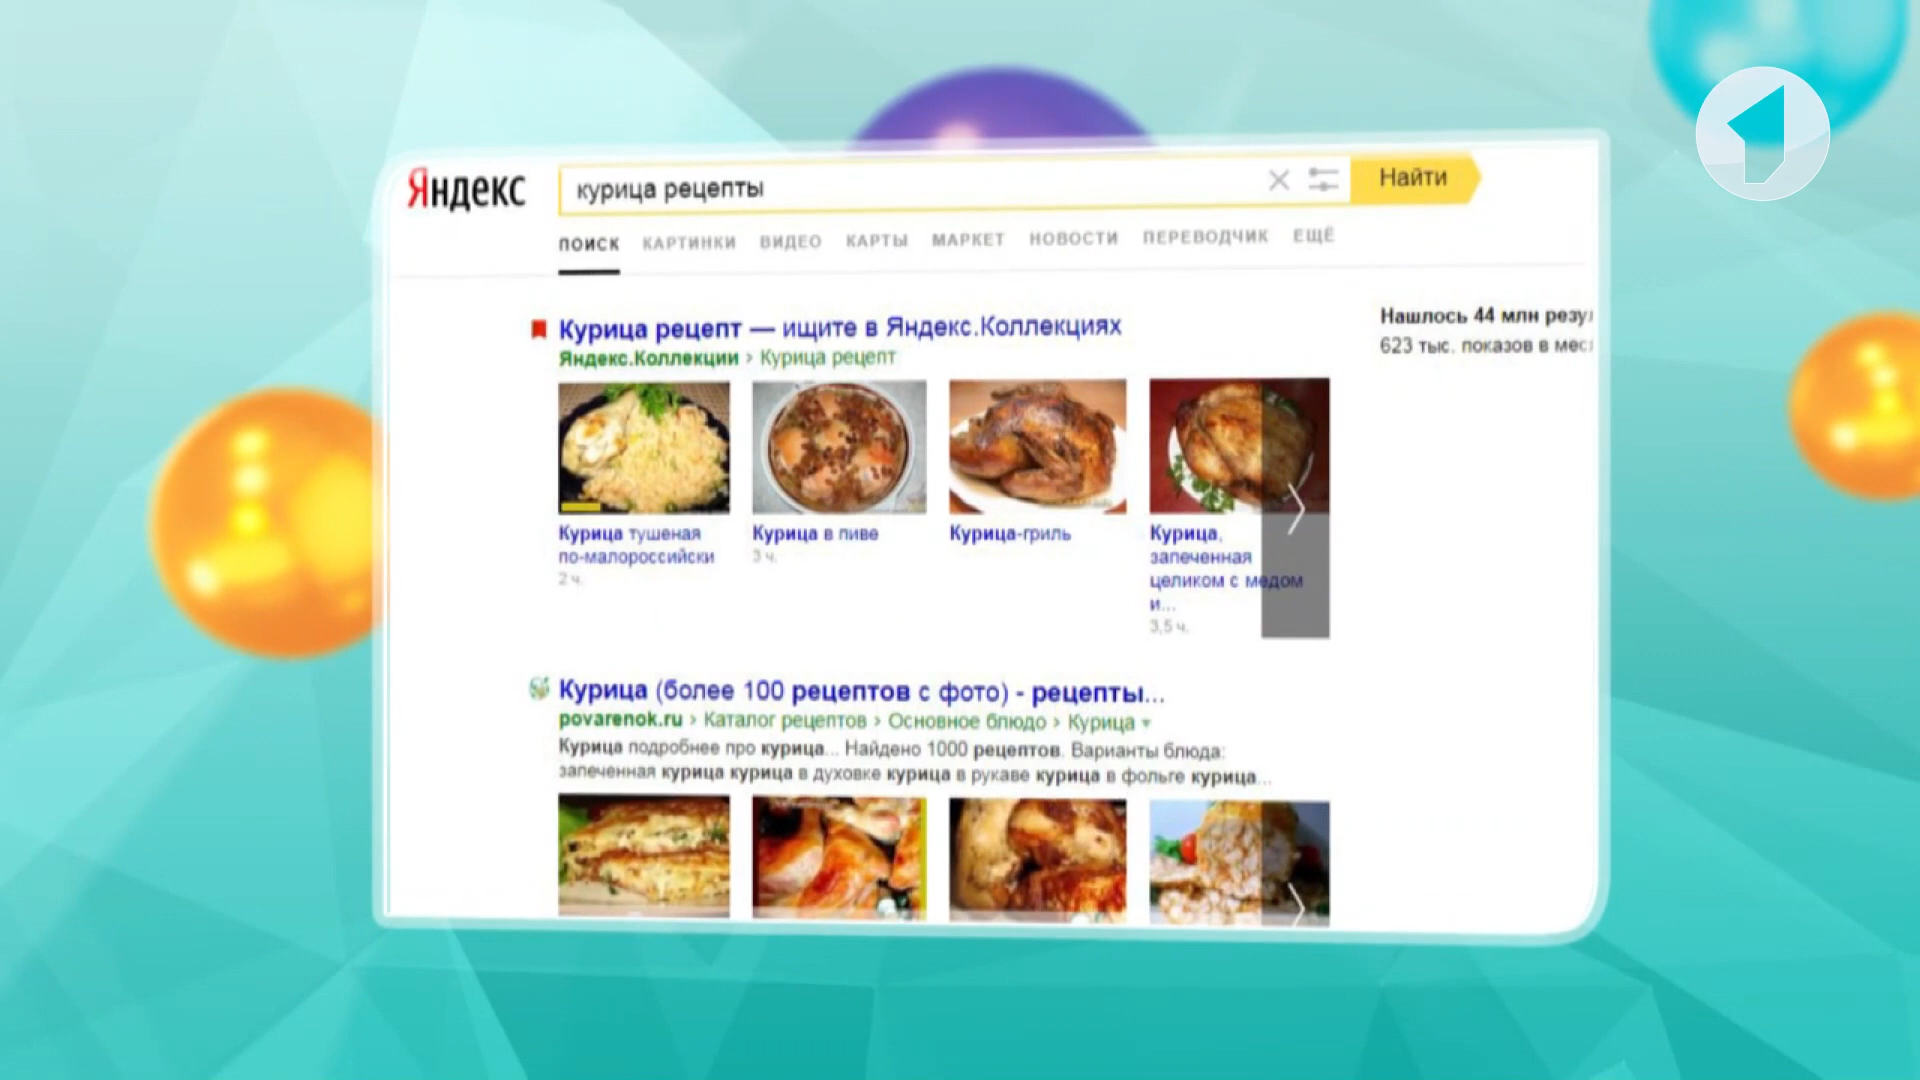 Яндекс
курица рецепты
Найти
ПОИСК КАРТИНКИ ВИДЕО КАРТЫ МАРКЕТ НОВОСТИ ПЕРЕВОДЧИК ЕЩЁ
Курица рецепт — ищите в Яндекс.Коллекциях
Яндекс.Коллекции › Курица рецепт
Нашлось 44 млн резул
623 тыс. показов в меся
Курица тушеная
по-малороссийски
2 ч.
Курица в пиве
3 ч.
Курица-гриль
Курица,
запеченная
целиком с медом
и...
3,5 ч.
Курица (более 100 рецептов с фото) - рецепты...
povarenok.ru › Каталог рецептов › Основное блюдо › Курица
Курица подробнее про курица... Найдено 1000 рецептов. Варианты блюда:
запеченная курица курица в духовке курица в рукаве курица в фольге курица...